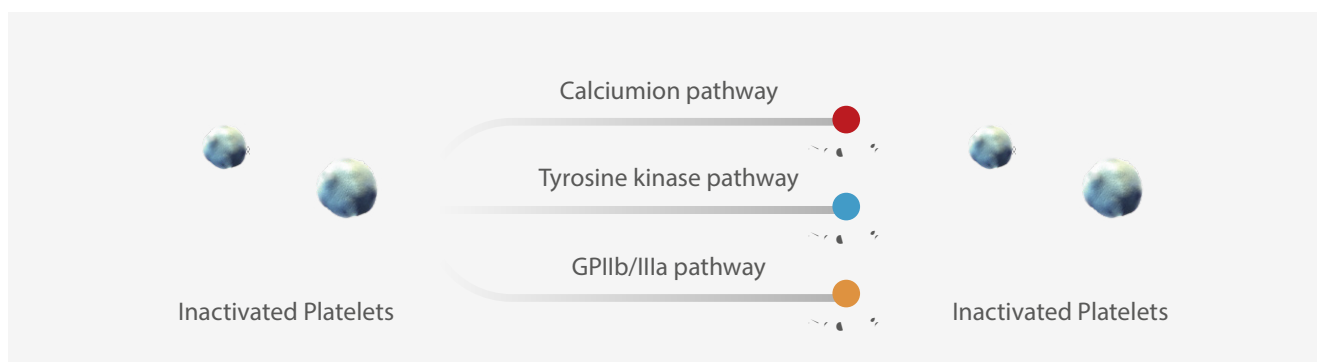 Calciumion pathway
Tyrosine kinase pathway
GPIIb/IIIa pathway
Inactivated Platelets
Inactivated Platelets